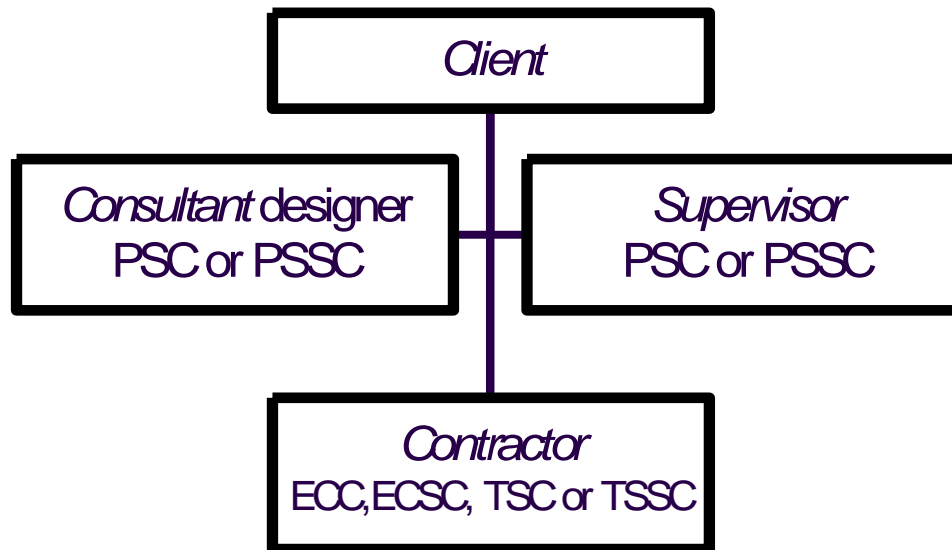 Client
Consultant designer
PSC or PSSC
Supervisor
PSC or PSSC
Contractor
ECC, ECSC, TSC or TSSC